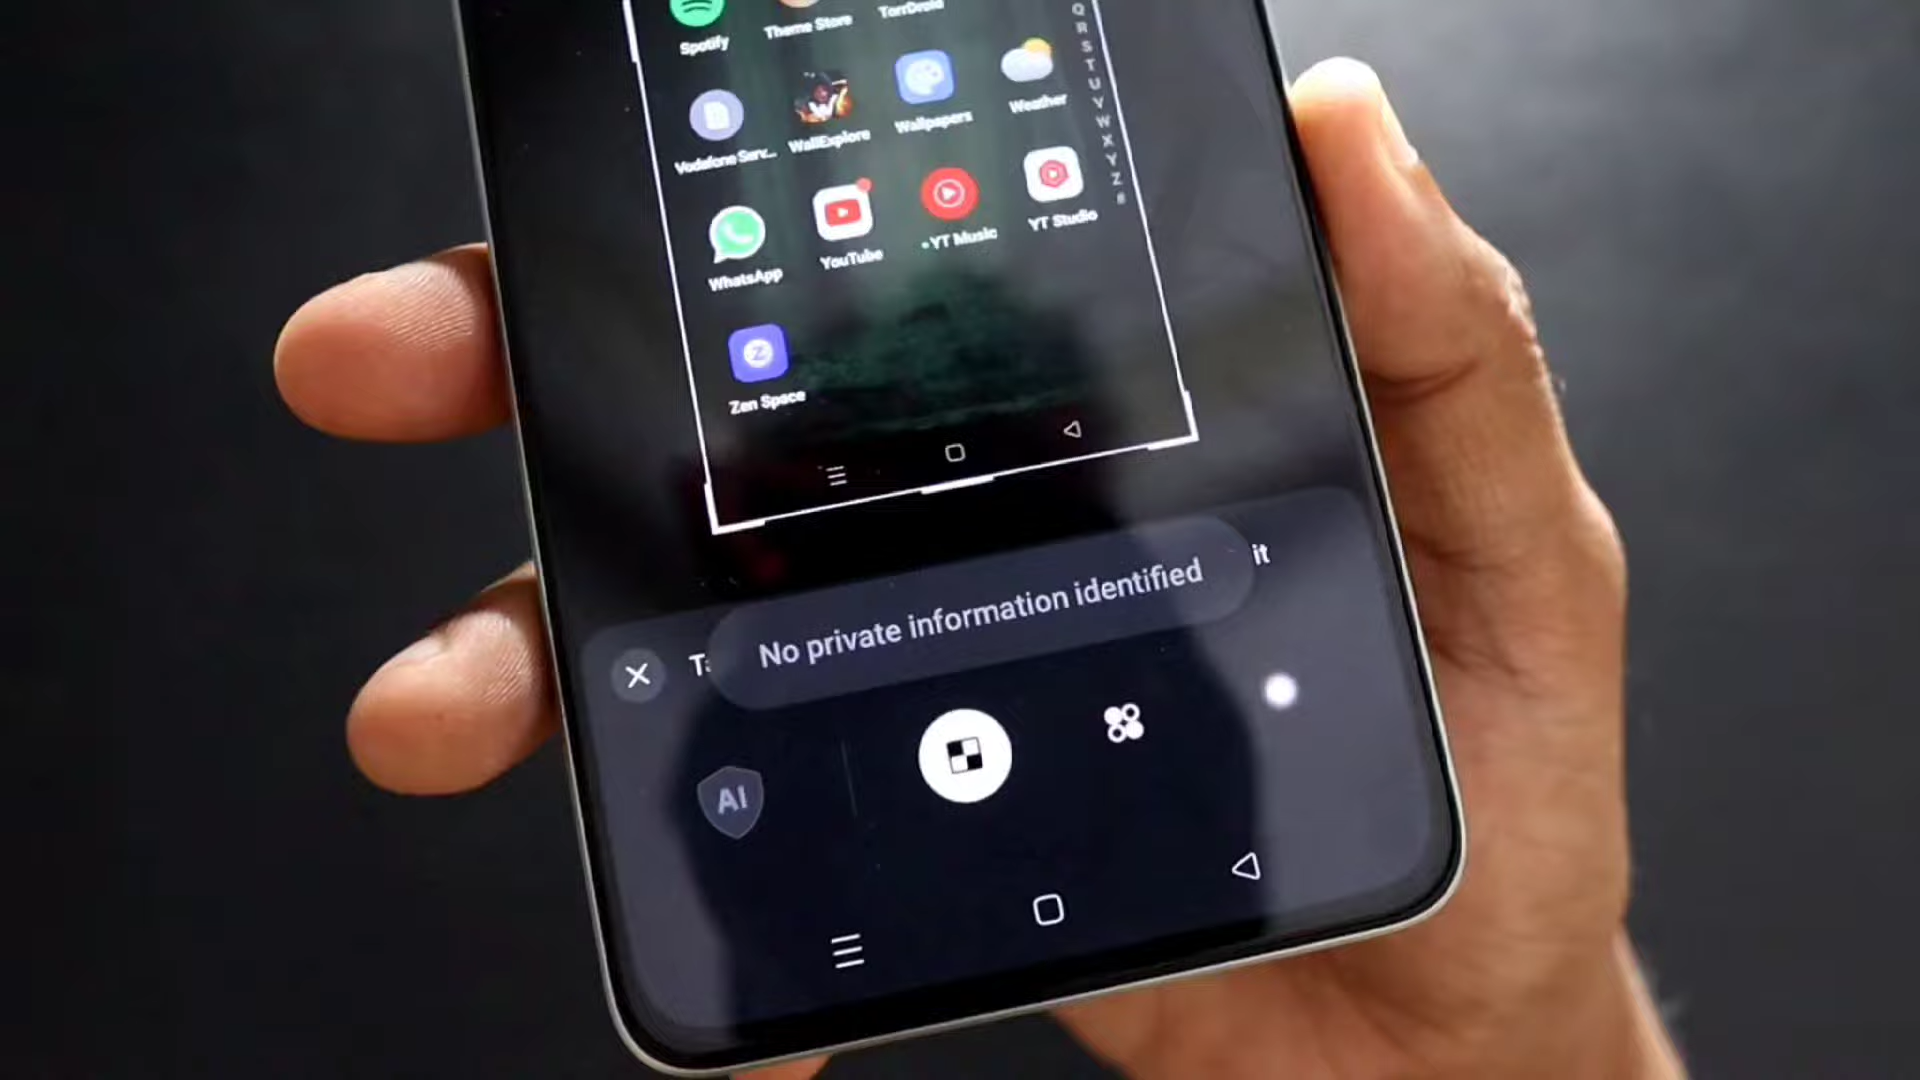 Spotify
Theme Store
TorrDroid
Vodafone Serv...
WallExplore
Wallpapers
Weather
WhatsApp
YouTube
YT Music
YT Studio
Zen Space
Q
R
S
T
U
V
W
X
Y
Z
#
No private information identified
it
AI